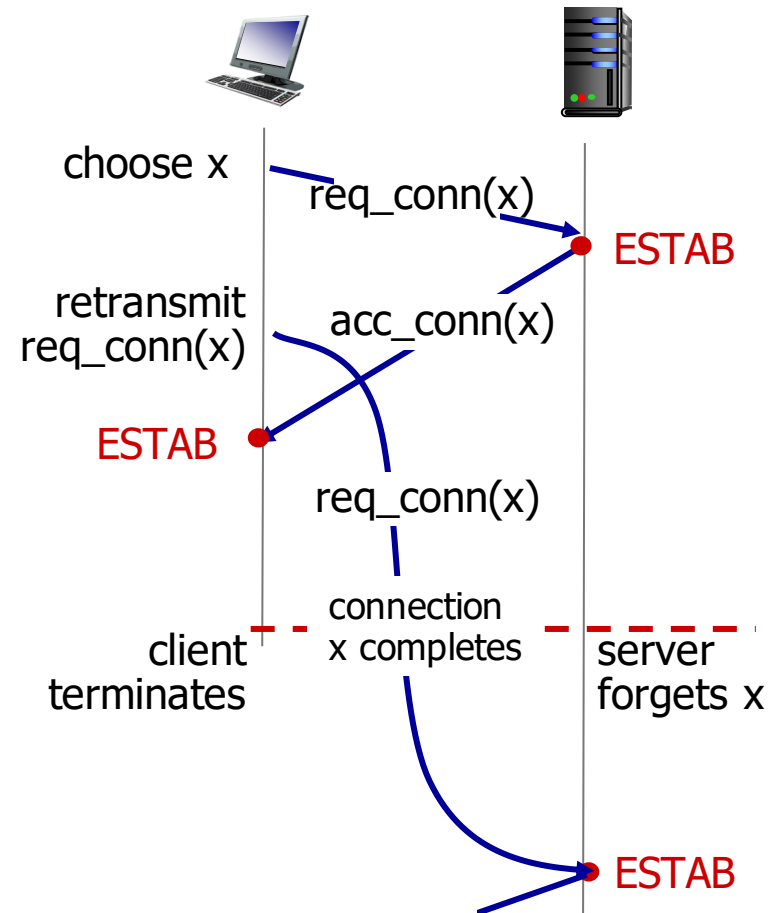 choose x
req_conn(x)
ESTAB
retransmit
req_conn(x)
acc_conn(x)
ESTAB
req_conn(x)
connection
x completes
client
terminates
server
forgets x
ESTAB